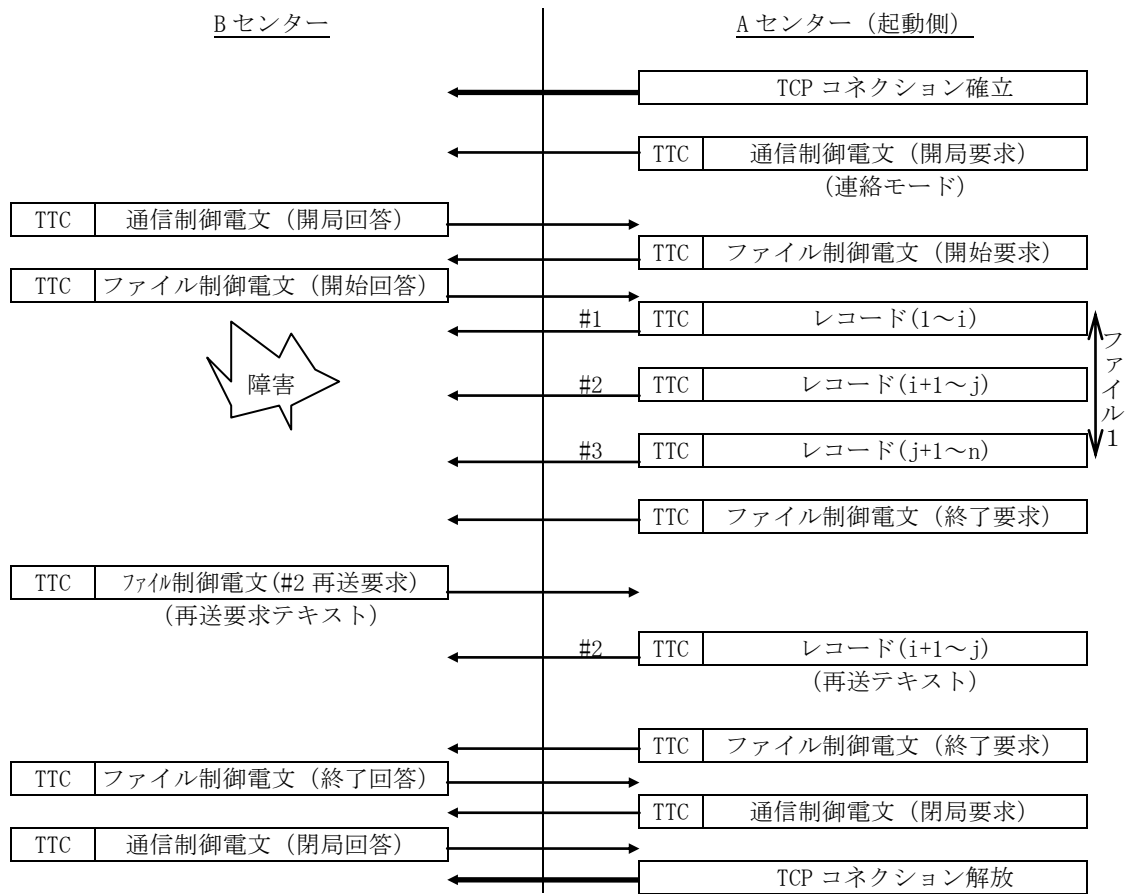 Bセンター
Aセンター（起動側）
TCPコネクション確立
TTC 通信制御電文（開局要求）
(連絡モード)
TTC 通信制御電文（開局回答）
TTC ファイル制御電文（開始要求）
TTC ファイル制御電文（開始回答）
#1 TTC レコード(1～i)
障害
#2 TTC レコード(i+1～j)
#3 TTC レコード(j+1～n)
ファイル1
TTC ファイル制御電文（終了要求）
TTC ﾌｧｲﾙ制御電文(#2再送要求)
(再送要求テキスト)
#2 TTC レコード(i+1～j)
(再送テキスト)
TTC ファイル制御電文（終了要求）
TTC ファイル制御電文（終了回答）
TTC 通信制御電文（閉局要求）
TTC 通信制御電文（閉局回答）
TCPコネクション解放